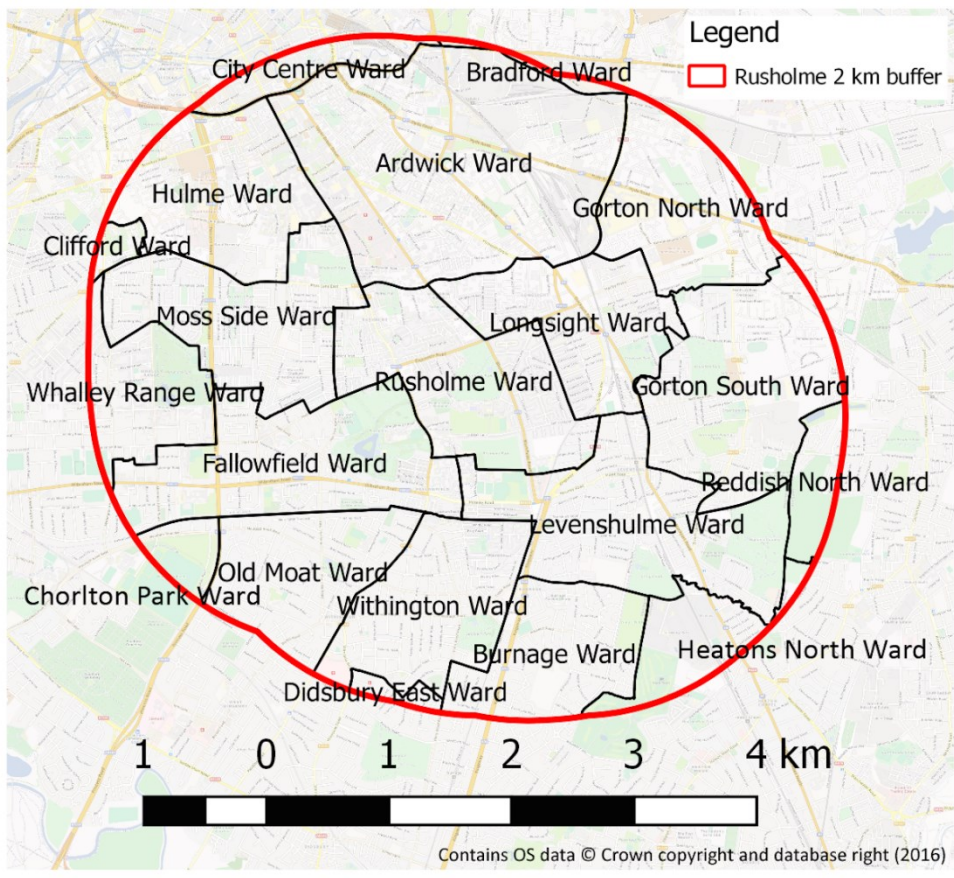 Legend
Rusholme 2 km buffer
City Centre Ward
Bradford Ward
Ardwick Ward
Hulme Ward
Gorton North Ward
Clifford Ward
Moss Side Ward
Longsight Ward
Whalley Range Ward
Rusholme Ward
Gorton South Ward
Fallowfield Ward
Reddish North Ward
Levenshulme Ward
Old Moat Ward
Chorlton Park Ward
Withington Ward
Burnage Ward
Heatons North Ward
Didsbury East Ward
1 0 1 2 3 4 km
Contains OS data © Crown copyright and database right (2016)